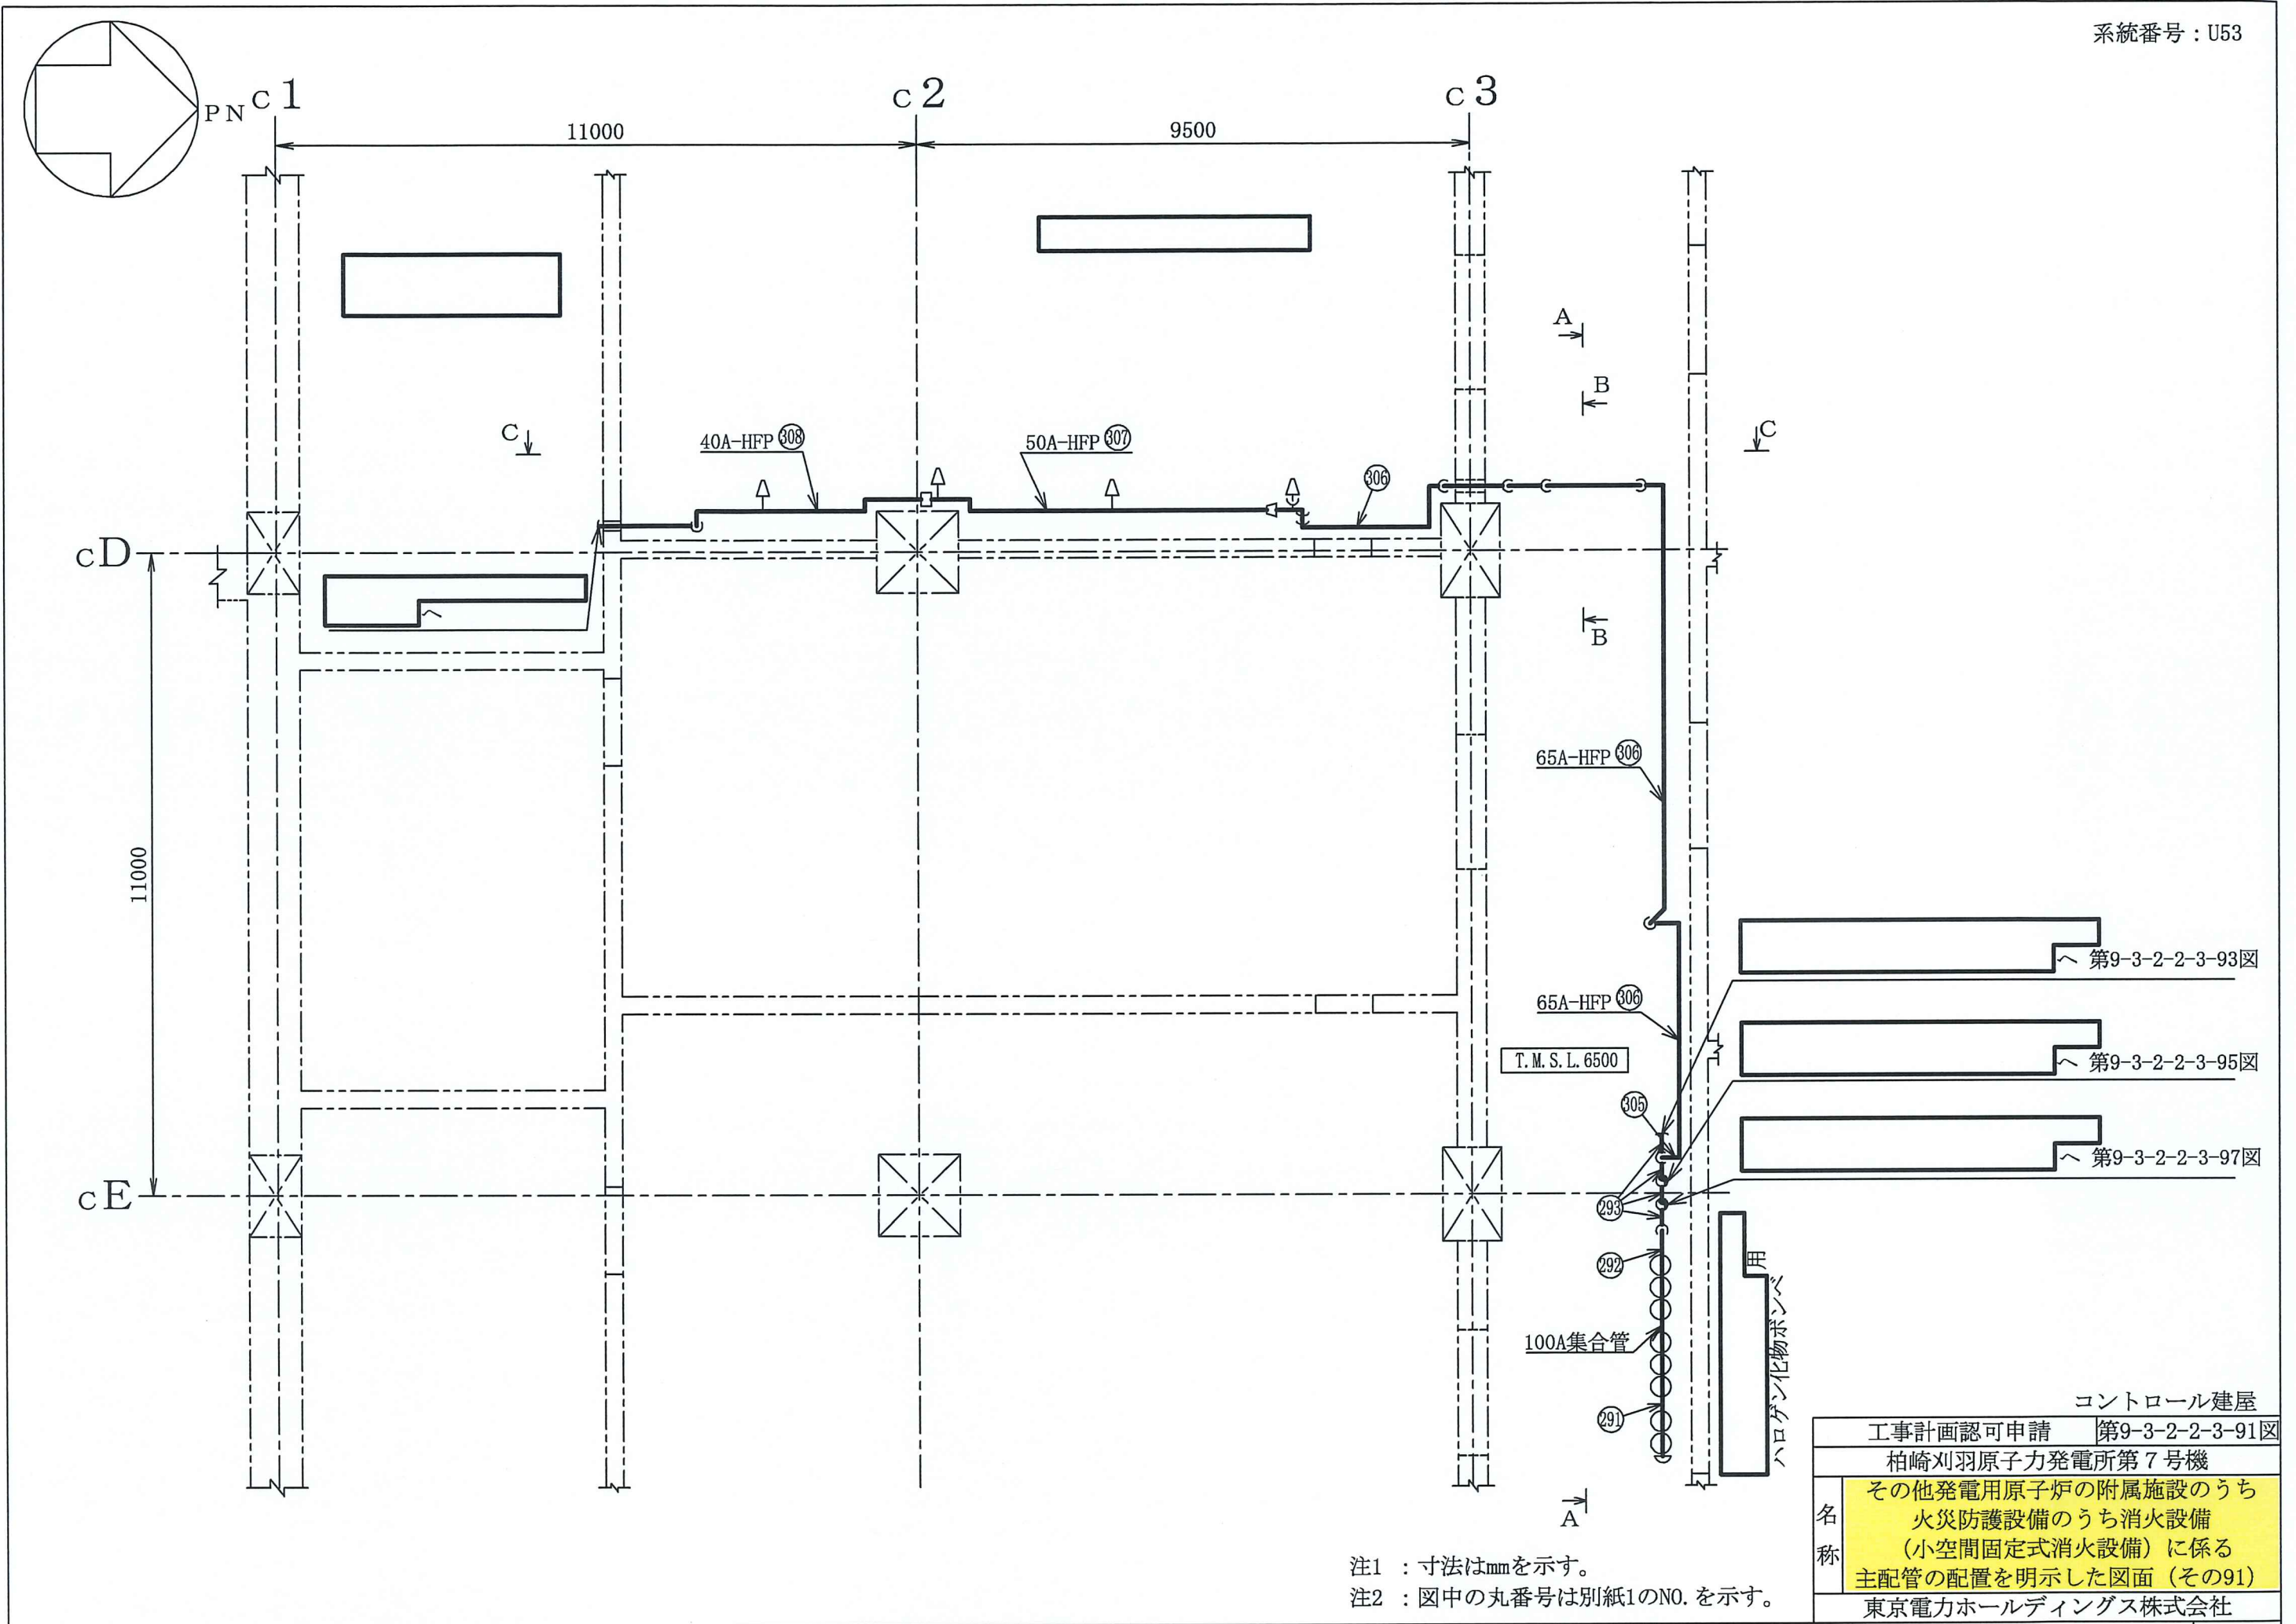 系統番号：U53
PN
C1
C2
C3
11000
9500
A
B
C
C
40A-HFP 308
50A-HFP 307
306
cD
へ
B
11000
65A-HFP 306
65A-HFP 306
へ 第9-3-2-2-3-93図
へ 第9-3-2-2-3-95図
へ 第9-3-2-2-3-97図
T.M.S.L.6500
305
cE
293
292
100A集合管
291
用
ハロゲン化物ボンベ
A
注1 ：寸法はmmを示す。
注2 ：図中の丸番号は別紙1のNO.を示す。
コントロール建屋
工事計画認可申請 第9-3-2-2-3-91図
柏崎刈羽原子力発電所第７号機
名称
その他発電用原子炉の附属施設のうち
火災防護設備のうち消火設備
（小空間固定式消火設備）に係る
主配管の配置を明示した図面（その91）
東京電力ホールディングス株式会社